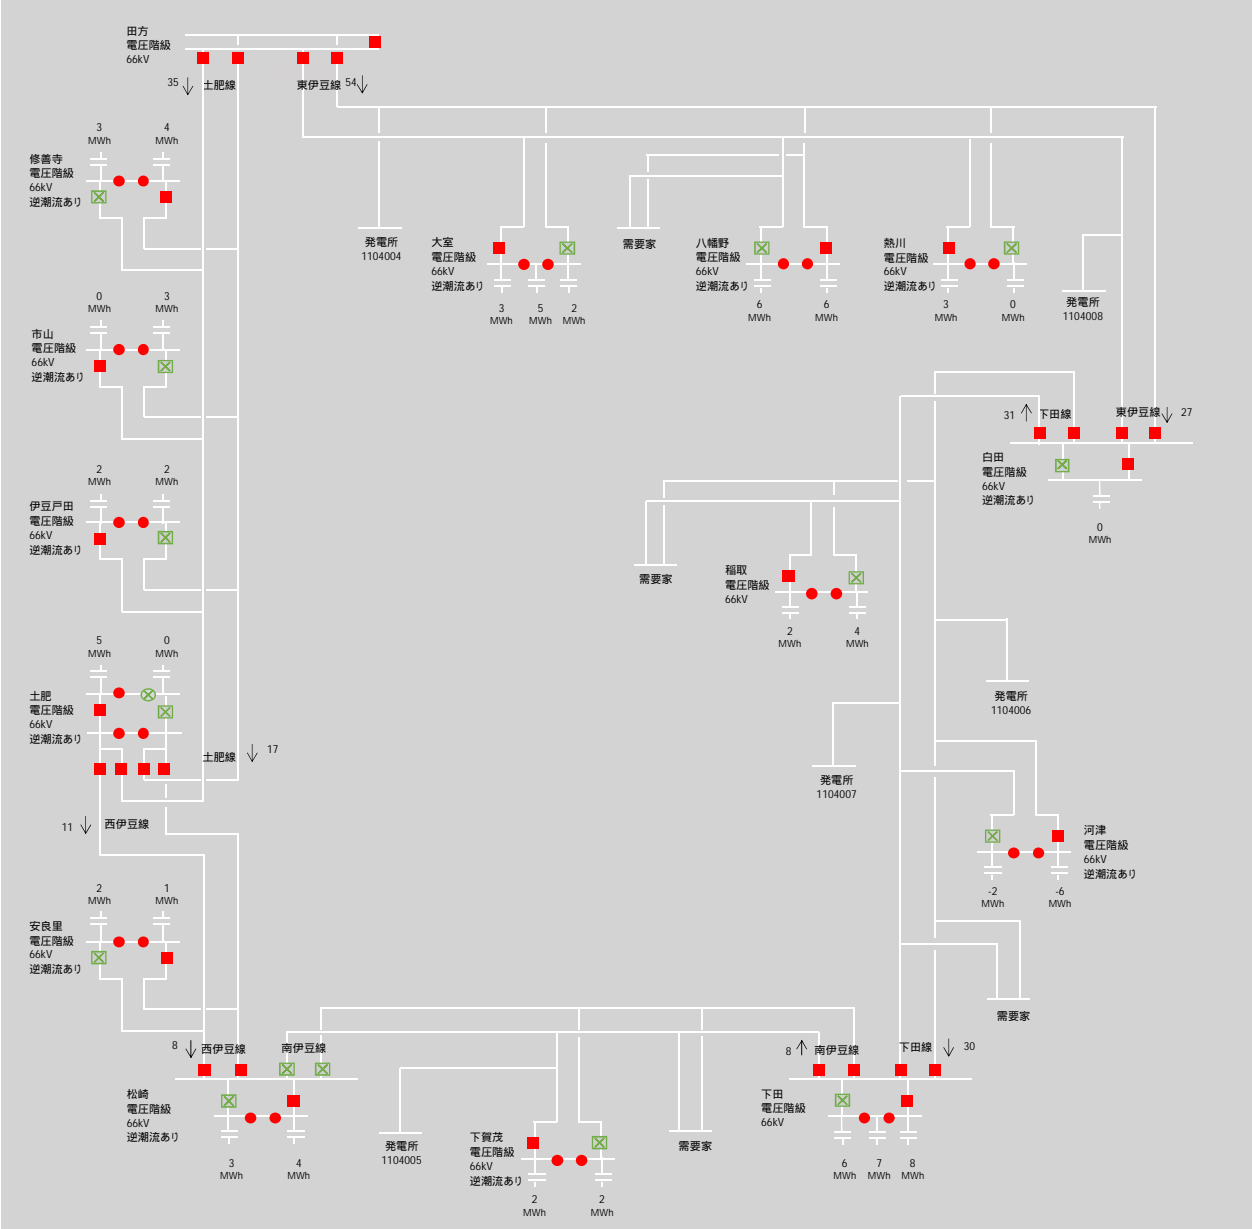 田方
電圧階級
66kV
35
土肥線
東伊豆線
54
3
MWh
4
MWh
修善寺
電圧階級
66kV
逆潮流あり
発電所
1104004
大室
電圧階級
66kV
逆潮流あり
3
MWh
5
MWh
2
MWh
需要家
八幡野
電圧階級
66kV
逆潮流あり
6
MWh
6
MWh
熱川
電圧階級
66kV
逆潮流あり
3
MWh
0
MWh
発電所
1104008
0
MWh
3
MWh
市山
電圧階級
66kV
逆潮流あり
31
下田線
東伊豆線
27
白田
電圧階級
66kV
逆潮流あり
0
MWh
2
MWh
2
MWh
伊豆戸田
電圧階級
66kV
逆潮流あり
需要家
稲取
電圧階級
66kV
2
MWh
4
MWh
5
MWh
0
MWh
土肥
電圧階級
66kV
逆潮流あり
土肥線
17
発電所
1104006
発電所
1104007
11
西伊豆線
河津
電圧階級
66kV
逆潮流あり
-2
MWh
-6
MWh
2
MWh
1
MWh
安良里
電圧階級
66kV
逆潮流あり
需要家
8
西伊豆線
南伊豆線
8
南伊豆線
下田線
30
松崎
電圧階級
66kV
逆潮流あり
3
MWh
4
MWh
発電所
1104005
下賀茂
電圧階級
66kV
逆潮流あり
2
MWh
2
MWh
需要家
下田
電圧階級
66kV
6
MWh
7
MWh
8
MWh